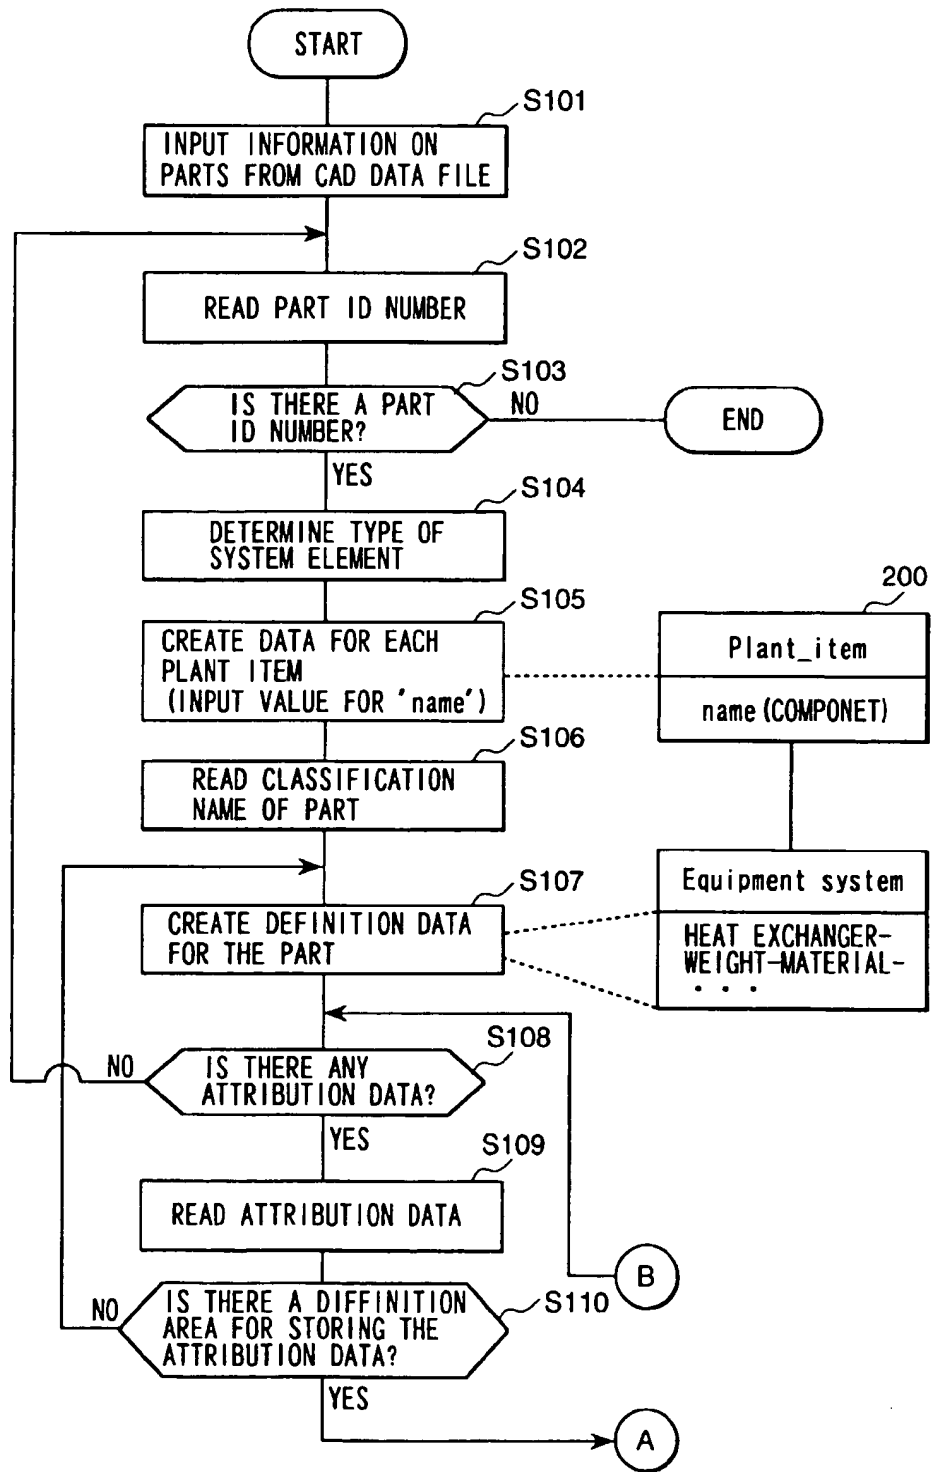 START
S101
INPUT INFORMATION ON
PARTS FROM CAD DATA FILE
S102
READ PART ID NUMBER
S103
IS THERE A PART
ID NUMBER?
NO
END
YES
S104
DETERMINE TYPE OF
SYSTEM ELEMENT
S105
CREATE DATA FOR EACH
PLANT ITEM
(INPUT VALUE FOR 'name')
200
Plant_item
name(COMPONET)
S106
READ CLASSIFICATION
NAME OF PART
S107
CREATE DEFINITION DATA
FOR THE PART
Equipment system
HEAT EXCHANGER-
WEIGHT-MATERIAL-
· · ·
S108
NO
IS THERE ANY
ATTRIBUTION DATA?
YES
S109
READ ATTRIBUTION DATA
B
S110
NO
IS THERE A DIFFINITION
AREA FOR STORING THE
ATTRIBUTION DATA?
YES
A